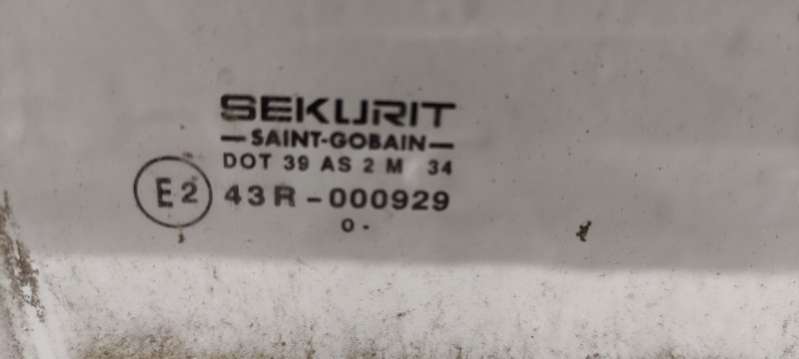 SEKURIT
—SAINT-GOBAIN—
DOT 39 AS 2 M 34
E2 43R-000929
0-